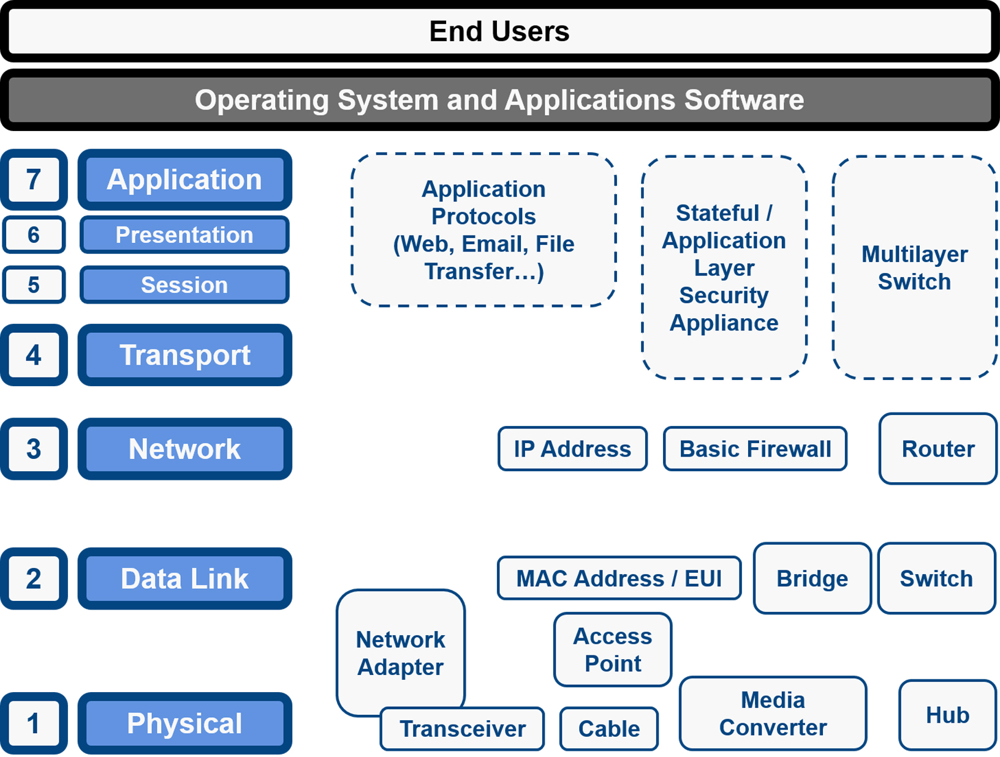 End Users
Operating System and Applications Software
7
Application
6
Presentation
5
Session
4
Transport
3
Network
2
Data Link
1
Physical
Application
Protocols
(Web, Email, File
Transfer…)
Stateful /
Application
Layer
Security
Appliance
Multilayer
Switch
IP Address
Basic Firewall
Router
MAC Address / EUI
Bridge
Switch
Network
Adapter
Access
Point
Transceiver
Cable
Media
Converter
Hub